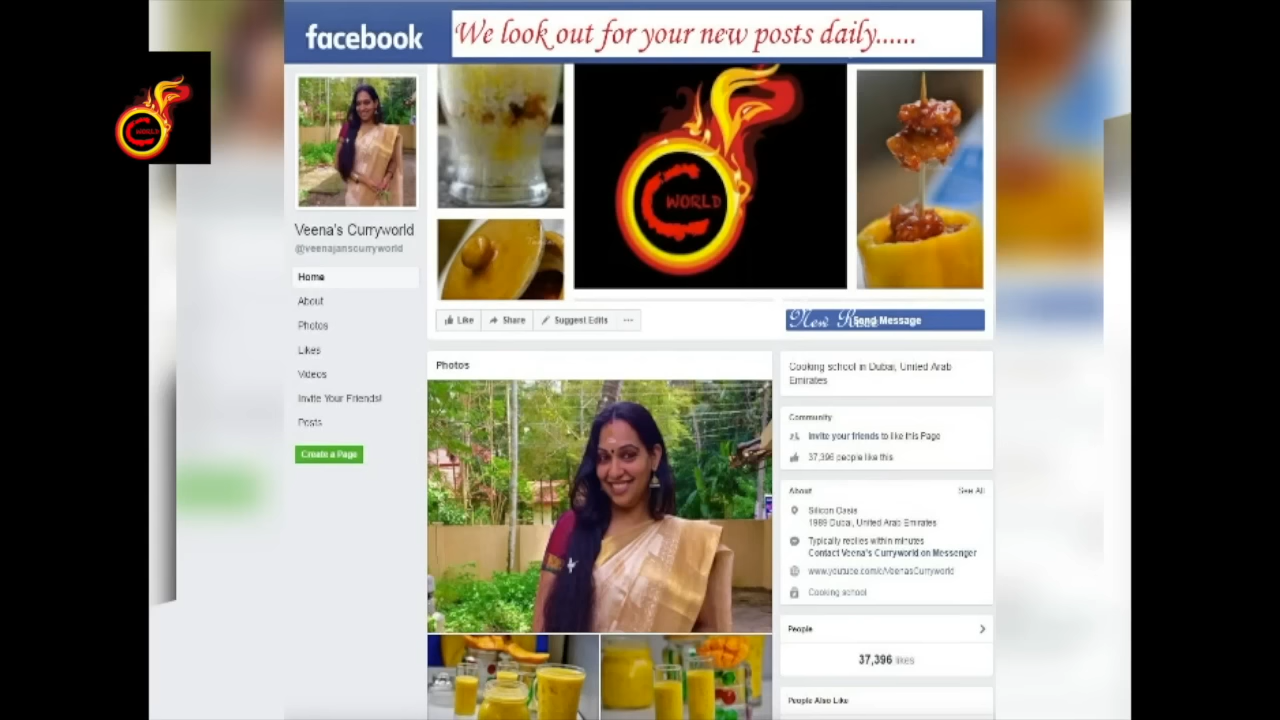 facebook
We look out for your new posts daily......
C WORLD
C WORLD
Veena's Curryworld
@veenajanscurryworld
Home
About
Photos
Likes
Videos
Invite Your Friends!
Posts
Create a Page
Like
Share
Suggest Edits
...
New
Send Message
Photos
Cooking school in Dubai, United Arab
Emirates
Community
Invite your friends to like this Page
37,396 people like this
About
See All
Silicon Oasis
1989 Dubai, United Arab Emirates
Typically replies within minutes
Contact Veena's Curryworld on Messenger
www.youtube.com/c/VeenasCurryworld
Cooking school
People
37,396 likes
People Also Like